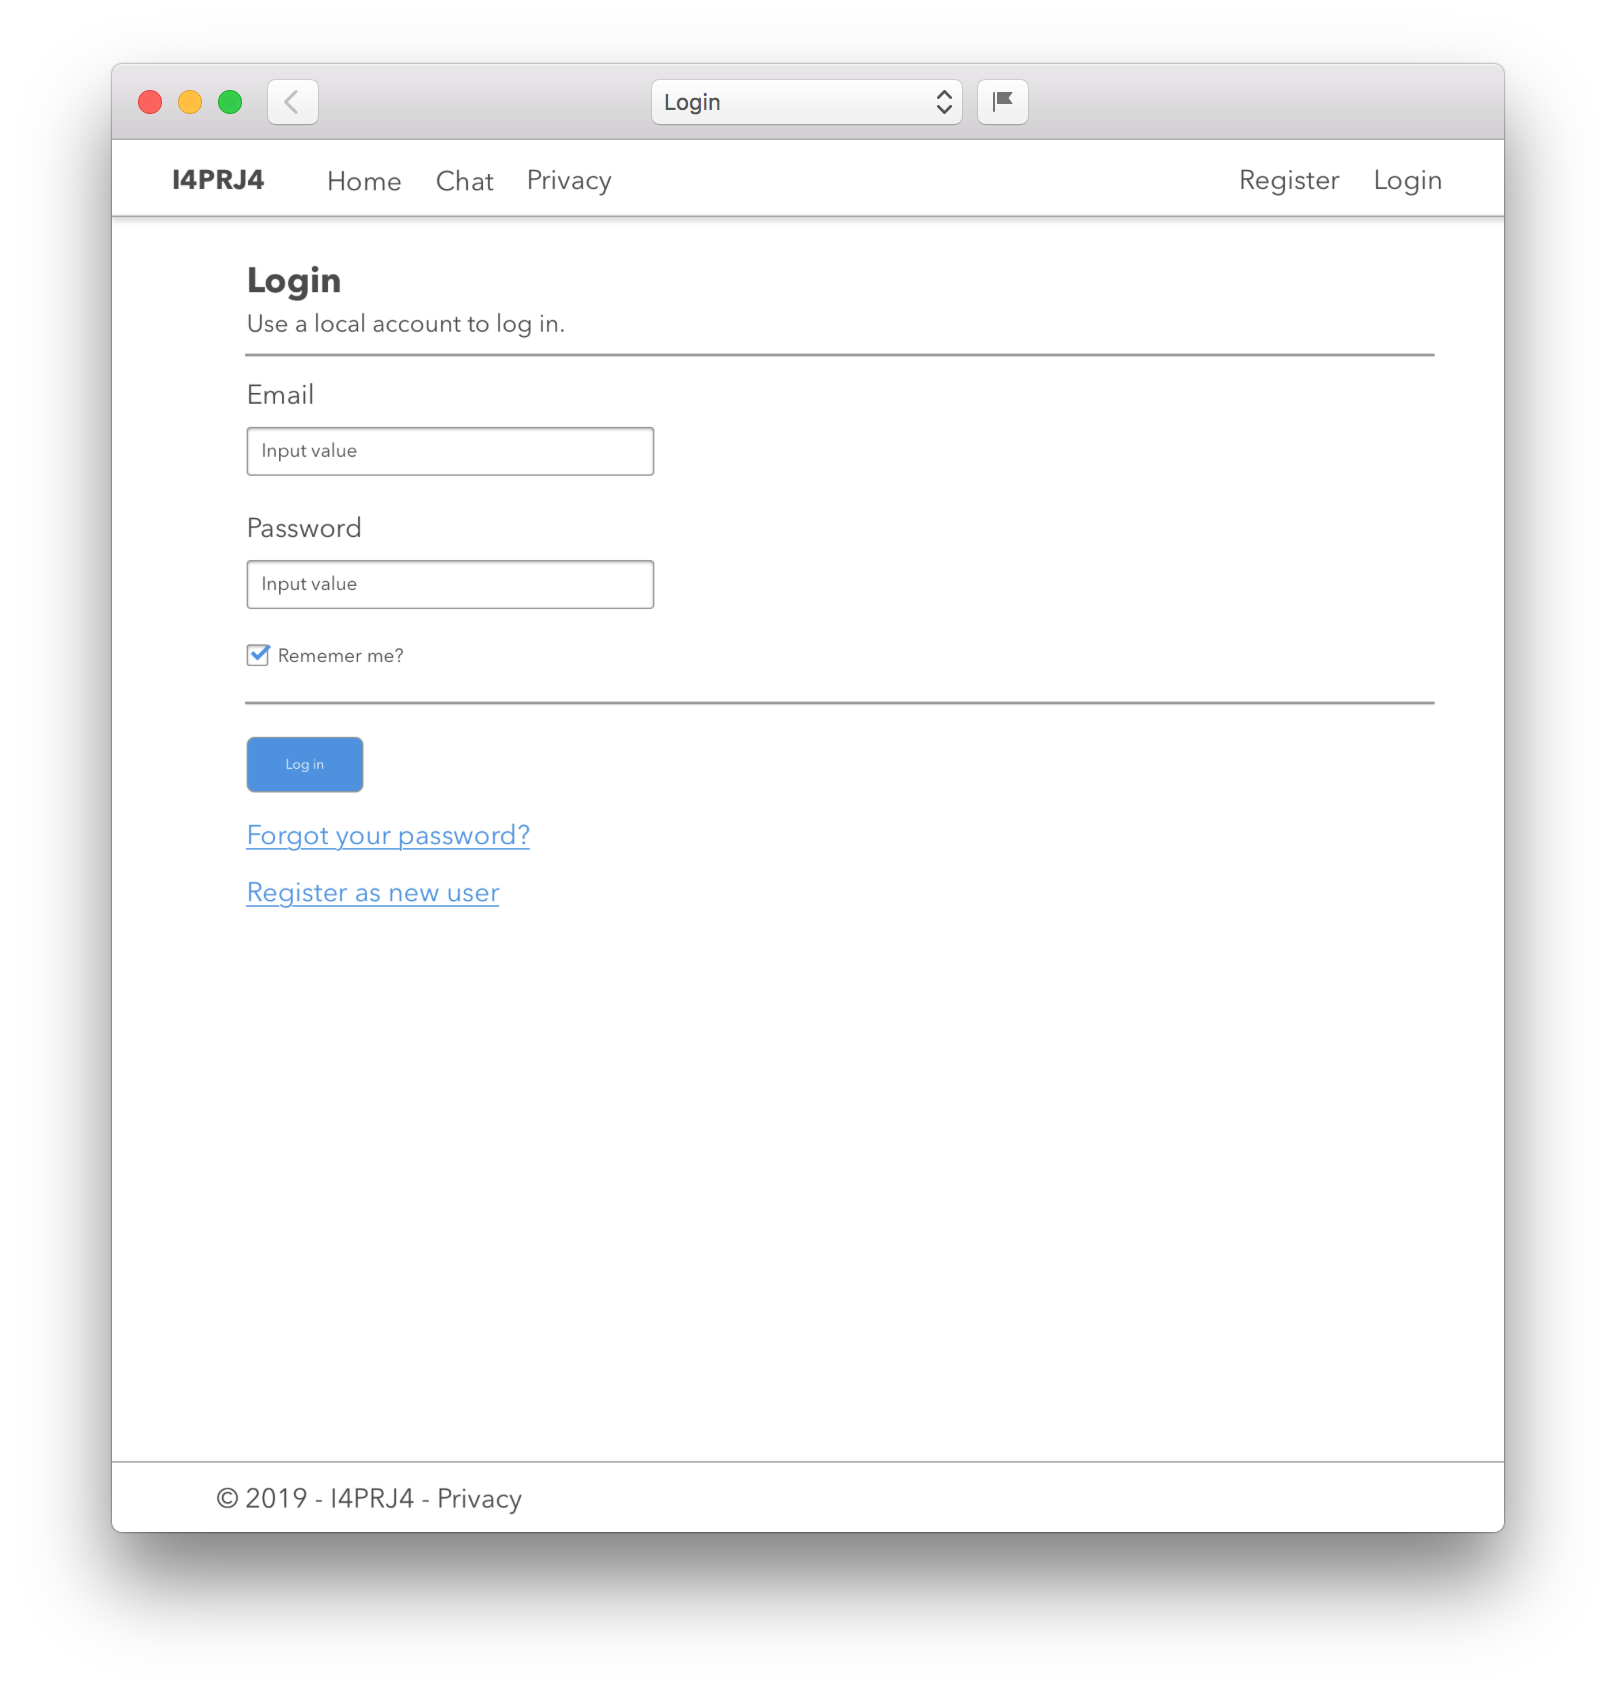 Login
I4PRJ4 Home Chat Privacy Register Login
Login
Use a local account to log in.
Email
Input value
Password
Input value
Rememer me?
Log in
Forgot your password?
Register as new user
© 2019 - I4PRJ4 - Privacy